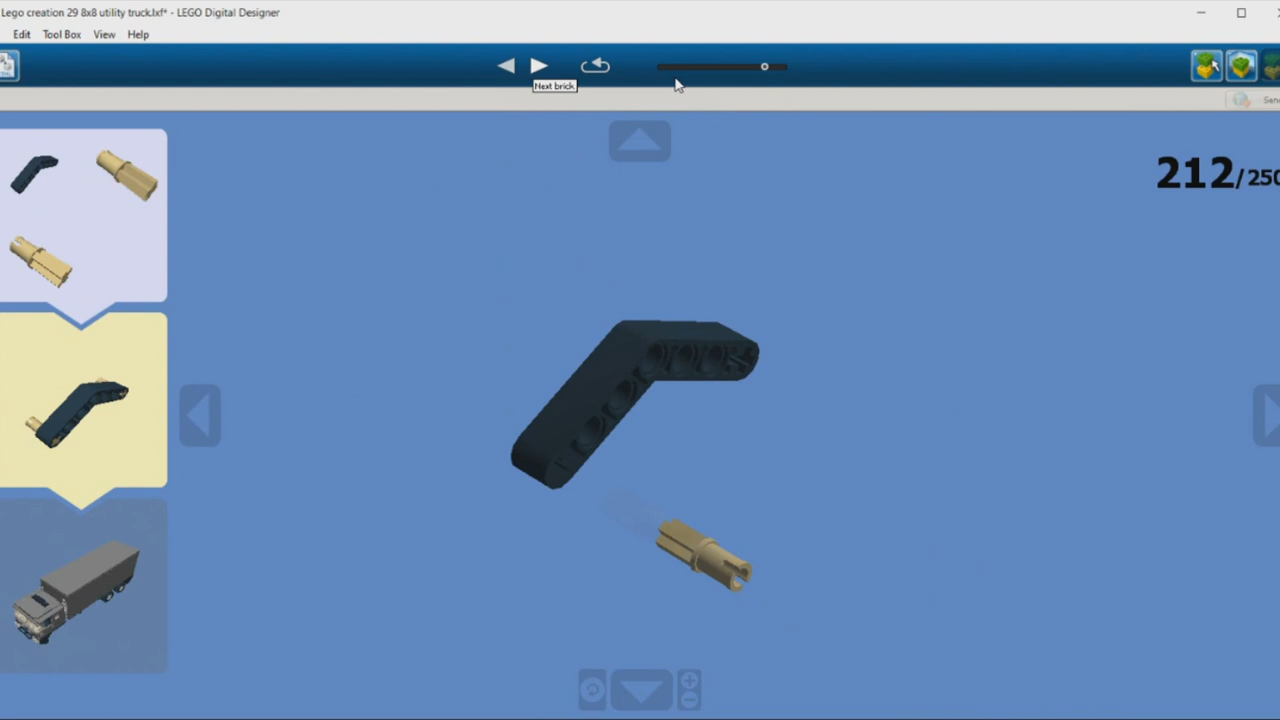 Lego creation 29 8x8 utility truck.lxf* - LEGO Digital Designer
Edit Tool Box View Help
Next brick
212/250